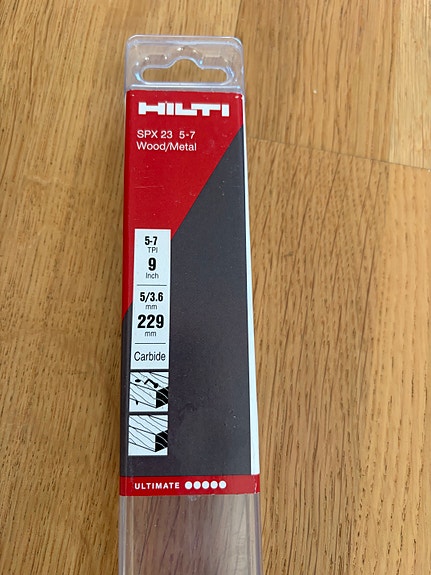 HILTI
SPX 23 5-7
Wood/Metal
5-7
TPI
9
Inch
5/3.6
mm
229
mm
Carbide
ULTIMATE